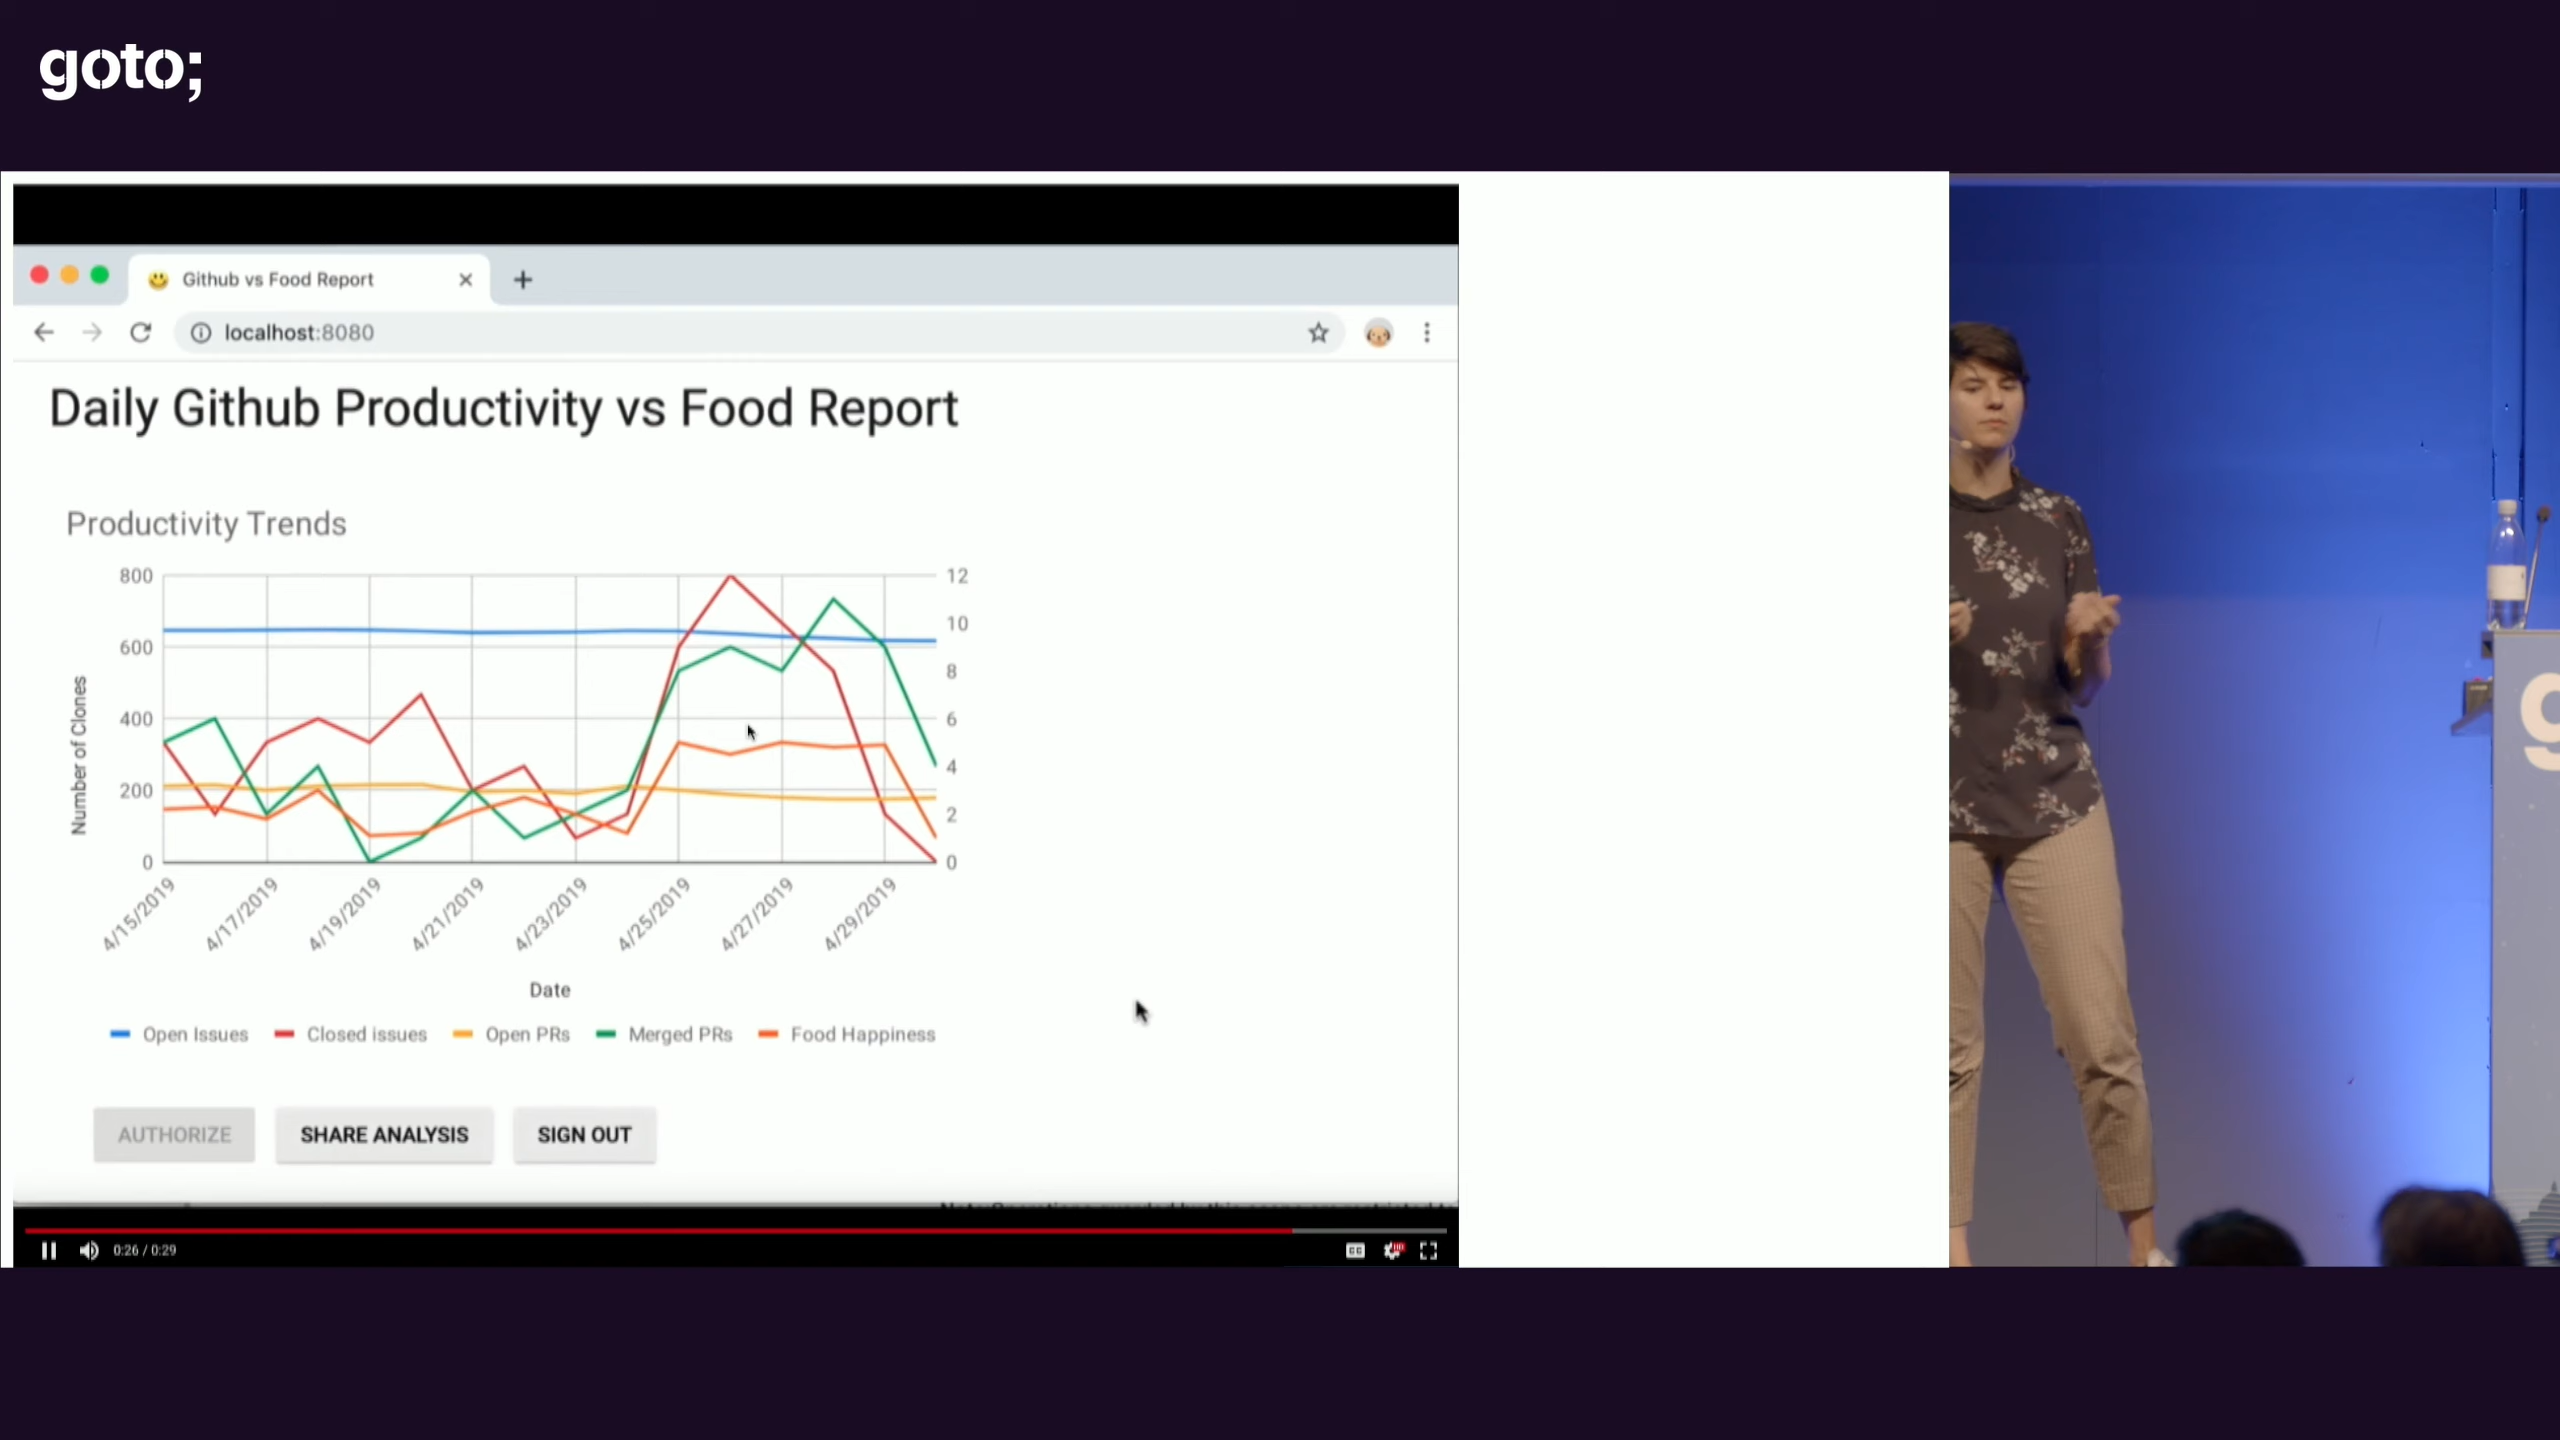 goto;
Github vs Food Report
localhost:8080
Daily Github Productivity vs Food Report
Productivity Trends
800
600
400
200
0
12
10
8
6
4
2
0
Number of Clones
4/15/2019
4/17/2019
4/19/2019
4/21/2019
4/23/2019
4/25/2019
4/27/2019
4/29/2019
Date
Open Issues
Closed issues
Open PRs
Merged PRs
Food Happiness
AUTHORIZE
SHARE ANALYSIS
SIGN OUT
0:26 / 0:29
CC
g